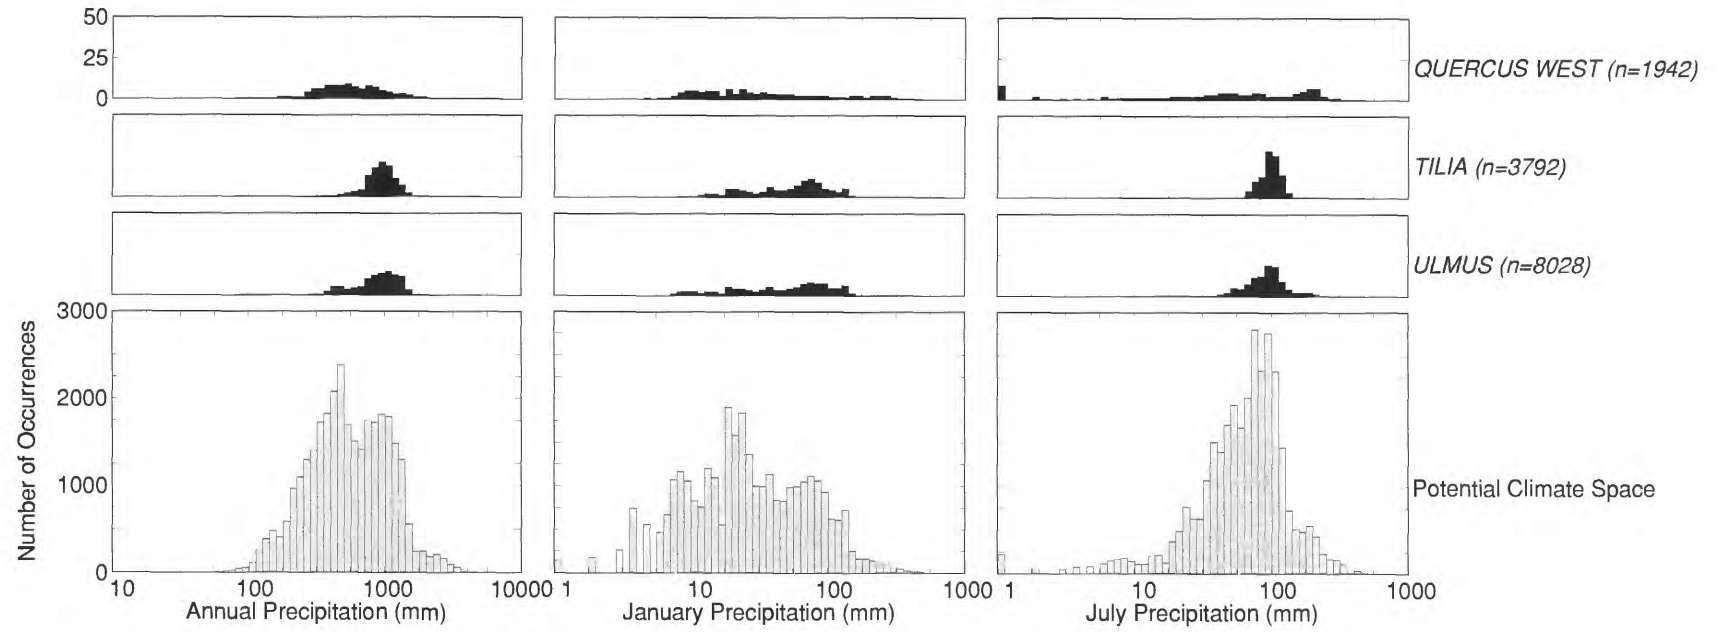 50
25
0
QUERCUS WEST (n=1942)
TILIA (n=3792)
ULMUS (n=8028)
3000
2000
1000
0
Number of Occurrences
Potential Climate Space
10 100 1000 10000 1 10 100 1000 1 10 100 1000
Annual Precipitation (mm) January Precipitation (mm) July Precipitation (mm)